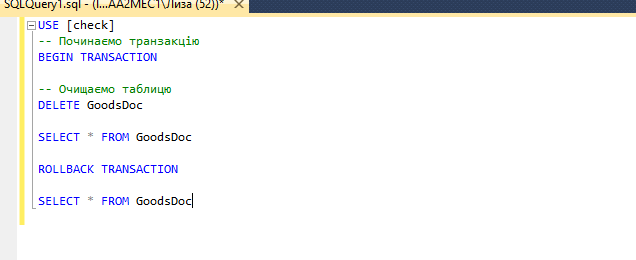 SQLQuery1.sql - (l...AA2MEC1\Лиза (52))*
USE [check]
-- Починаємо транзакцію
BEGIN TRANSACTION
-- Очищаємо таблицю
DELETE GoodsDoc
SELECT * FROM GoodsDoc
ROLLBACK TRANSACTION
SELECT * FROM GoodsDoc